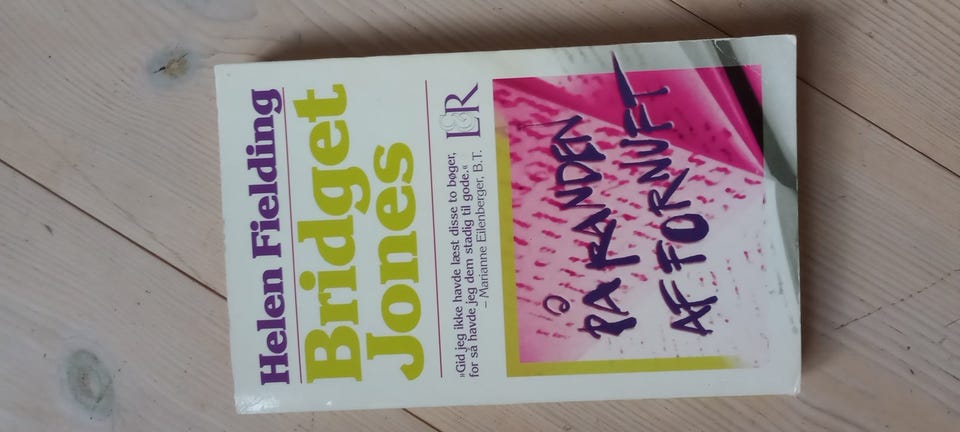 Helen Fielding
Bridget
Jones
»Gid jeg ikke havde læst disse to bøger,
for så havde jeg dem stadig til gode.«
– Marianne Eilenberger, B.T.
L&R
PÅ RANDEN
AF FORNUFT